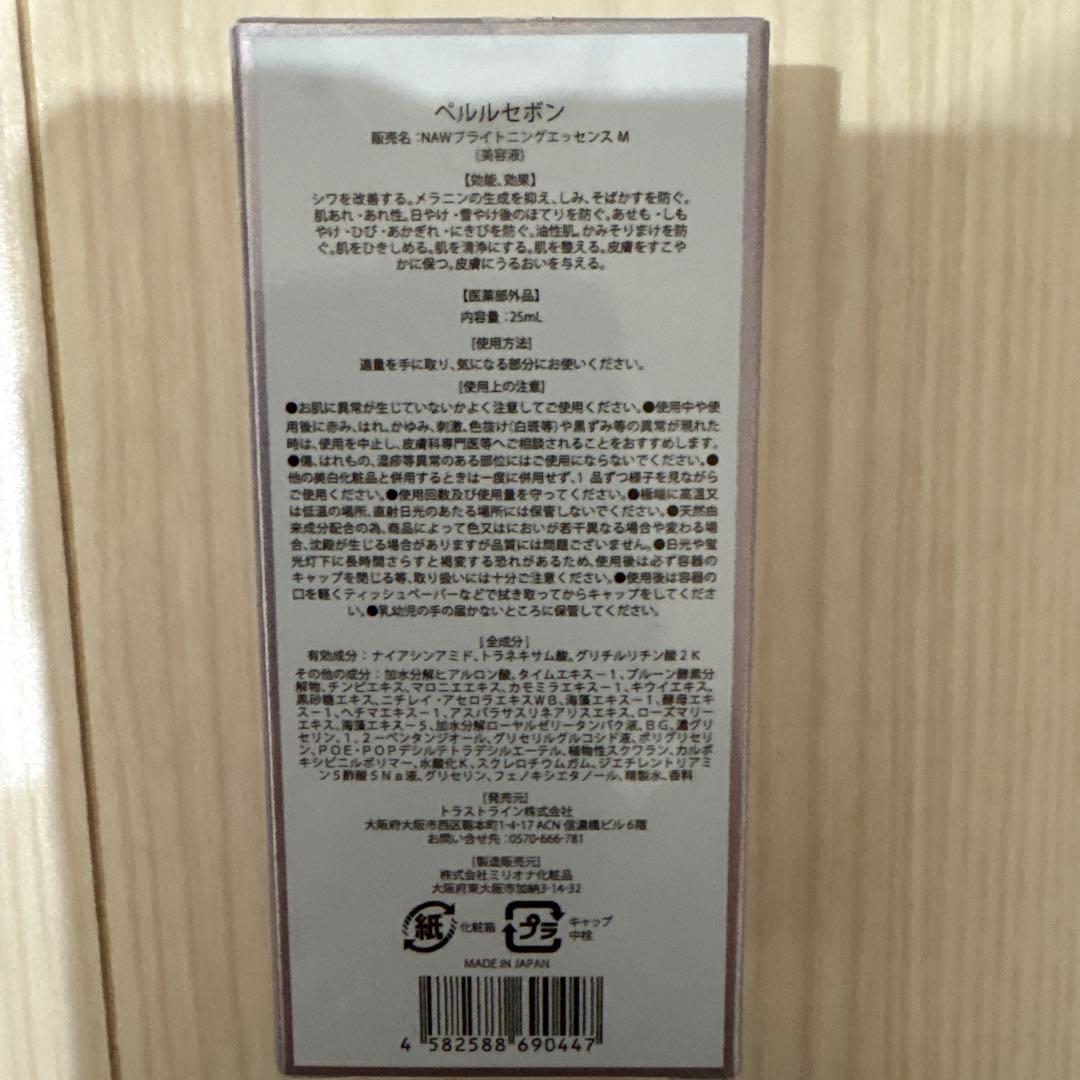 ペルルセボン
販売名:NAWブライトニングエッセンス M
(美容液)
【効能、効果】
シワを改善する。メラニンの生成を抑え、しみ、そばかすを防ぐ。
肌あれ・あれ性。日やけ・雪やけ後のほてりを防ぐ。あせも・しも
やけ・ひび・あかぎれ・にきびを防ぐ。油性肌。かみそりまけを防
ぐ。肌をひきしめる。肌を清浄にする。肌を整える。皮膚をすこや
かに保つ。皮膚にうるおいを与える。
【医薬部外品】
内容量:25mL
[使用方法]
適量を手に取り、気になる部分にお使いください。
[使用上の注意]
●お肌に異常が生じていないかよく注意してご使用ください。●使用中や使
用後に赤み、はれ、かゆみ、刺激、色抜け(白斑等)や黒ずみ等の異常が現れた
時は、使用を中止し、皮膚科専門医等へご相談されることをおすすめします。
●傷、はれもの、湿疹等異常のある部位にはご使用にならないでください。●
他の美白化粧品と併用するときは一度に併用せず、1 品ずつ様子を見ながら
ご使用ください。●使用回数及び使用量を守ってください。●極端に高温又
は低温の場所、直射日光のあたる場所には保管しないでください。●天然由
来成分配合の為、商品によって色又はにおいが若干異なる場合や変わる場
合、沈殿が生じる場合がありますが品質には問題ございません。●日光や蛍
光灯下に長時間さらすと褐変する恐れがあるため、使用後は必ず容器の
キャップを閉じる等、取り扱いには十分ご注意ください。●使用後は容器の
口を軽くティッシュペーパーなどで拭き取ってからキャップをしてくださ
い。●乳幼児の手の届かないところに保管してください。
[全成分]
有効成分:ナイアシンアミド、トラネキサム酸、グリチルリチン酸2K
その他の成分:加水分解ヒアルロン酸、タイムエキス-1、プルーン酵素分
解物、チンピエキス、マロニエエキス、カモミラエキス-1、キウイエキス、
黒砂糖エキス、ニチレイ・アセロラエキスWB、海藻エキス-1、酵母エキ
ス-1、ヘチマエキス-1、アスパラサスリネアリスエキス、ローズマリー
エキス、海藻エキス-5、加水分解ローヤルゼリータンパク液、BG、濃グリ
セリン、1,2-ペンタンジオール、グリセリルグルコシド液、ポリグリセリ
ン、POE・POPデシルテトラデシルエーテル、植物性スクワラン、カルボ
キシビニルポリマー、水酸化K、スクレロチウムガム、ジエチレントリアミ
ン5酢酸5Na液、グリセリン、フェノキシエタノール、精製水、香料
[発売元]
トラストライン株式会社
大阪府大阪市西区靱本町1-4-17 ACN 信濃橋ビル 6階
お問い合せ先:0570-666-781
[製造販売元]
株式会社ミリオナ化粧品
大阪府東大阪市加納3-14-32
紙 化粧箱 プラ キャップ
中栓
MADE IN JAPAN
4 582588 690447